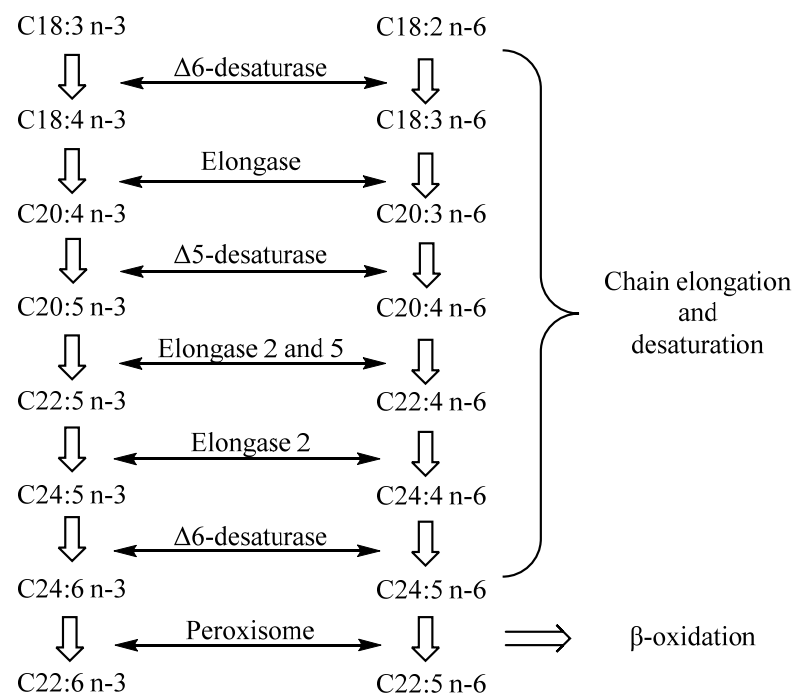 C18:3 n-3
C18:2 n-6
Δ6-desaturase
C18:4 n-3
C18:3 n-6
Elongase
C20:4 n-3
C20:3 n-6
Δ5-desaturase
C20:5 n-3
C20:4 n-6
Chain elongation
and
desaturation
Elongase 2 and 5
C22:5 n-3
C22:4 n-6
Elongase 2
C24:5 n-3
C24:4 n-6
Δ6-desaturase
C24:6 n-3
C24:5 n-6
Peroxisome
β-oxidation
C22:6 n-3
C22:5 n-6